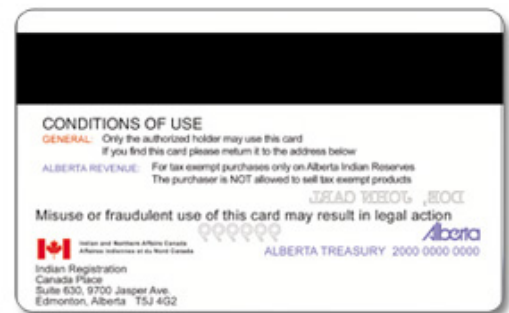 CONDITIONS OF USE
GENERAL: Only the authorized holder may use this card
If you find this card please return it to the address below
ALBERTA REVENUE: For tax exempt purchases only on Alberta Indian Reserves
The purchaser is NOT allowed to sell tax exempt products
DOE, JOHN CARL
Misuse or fraudulent use of this card may result in legal action
Alberta
Indian and Northern Affairs Canada
Affaires indiennes et du Nord Canada
ALBERTA TREASURY 2000 0000 0000
Indian Registration
Canada Place
Suite 630, 9700 Jasper Ave.
Edmonton, Alberta T5J 4G2